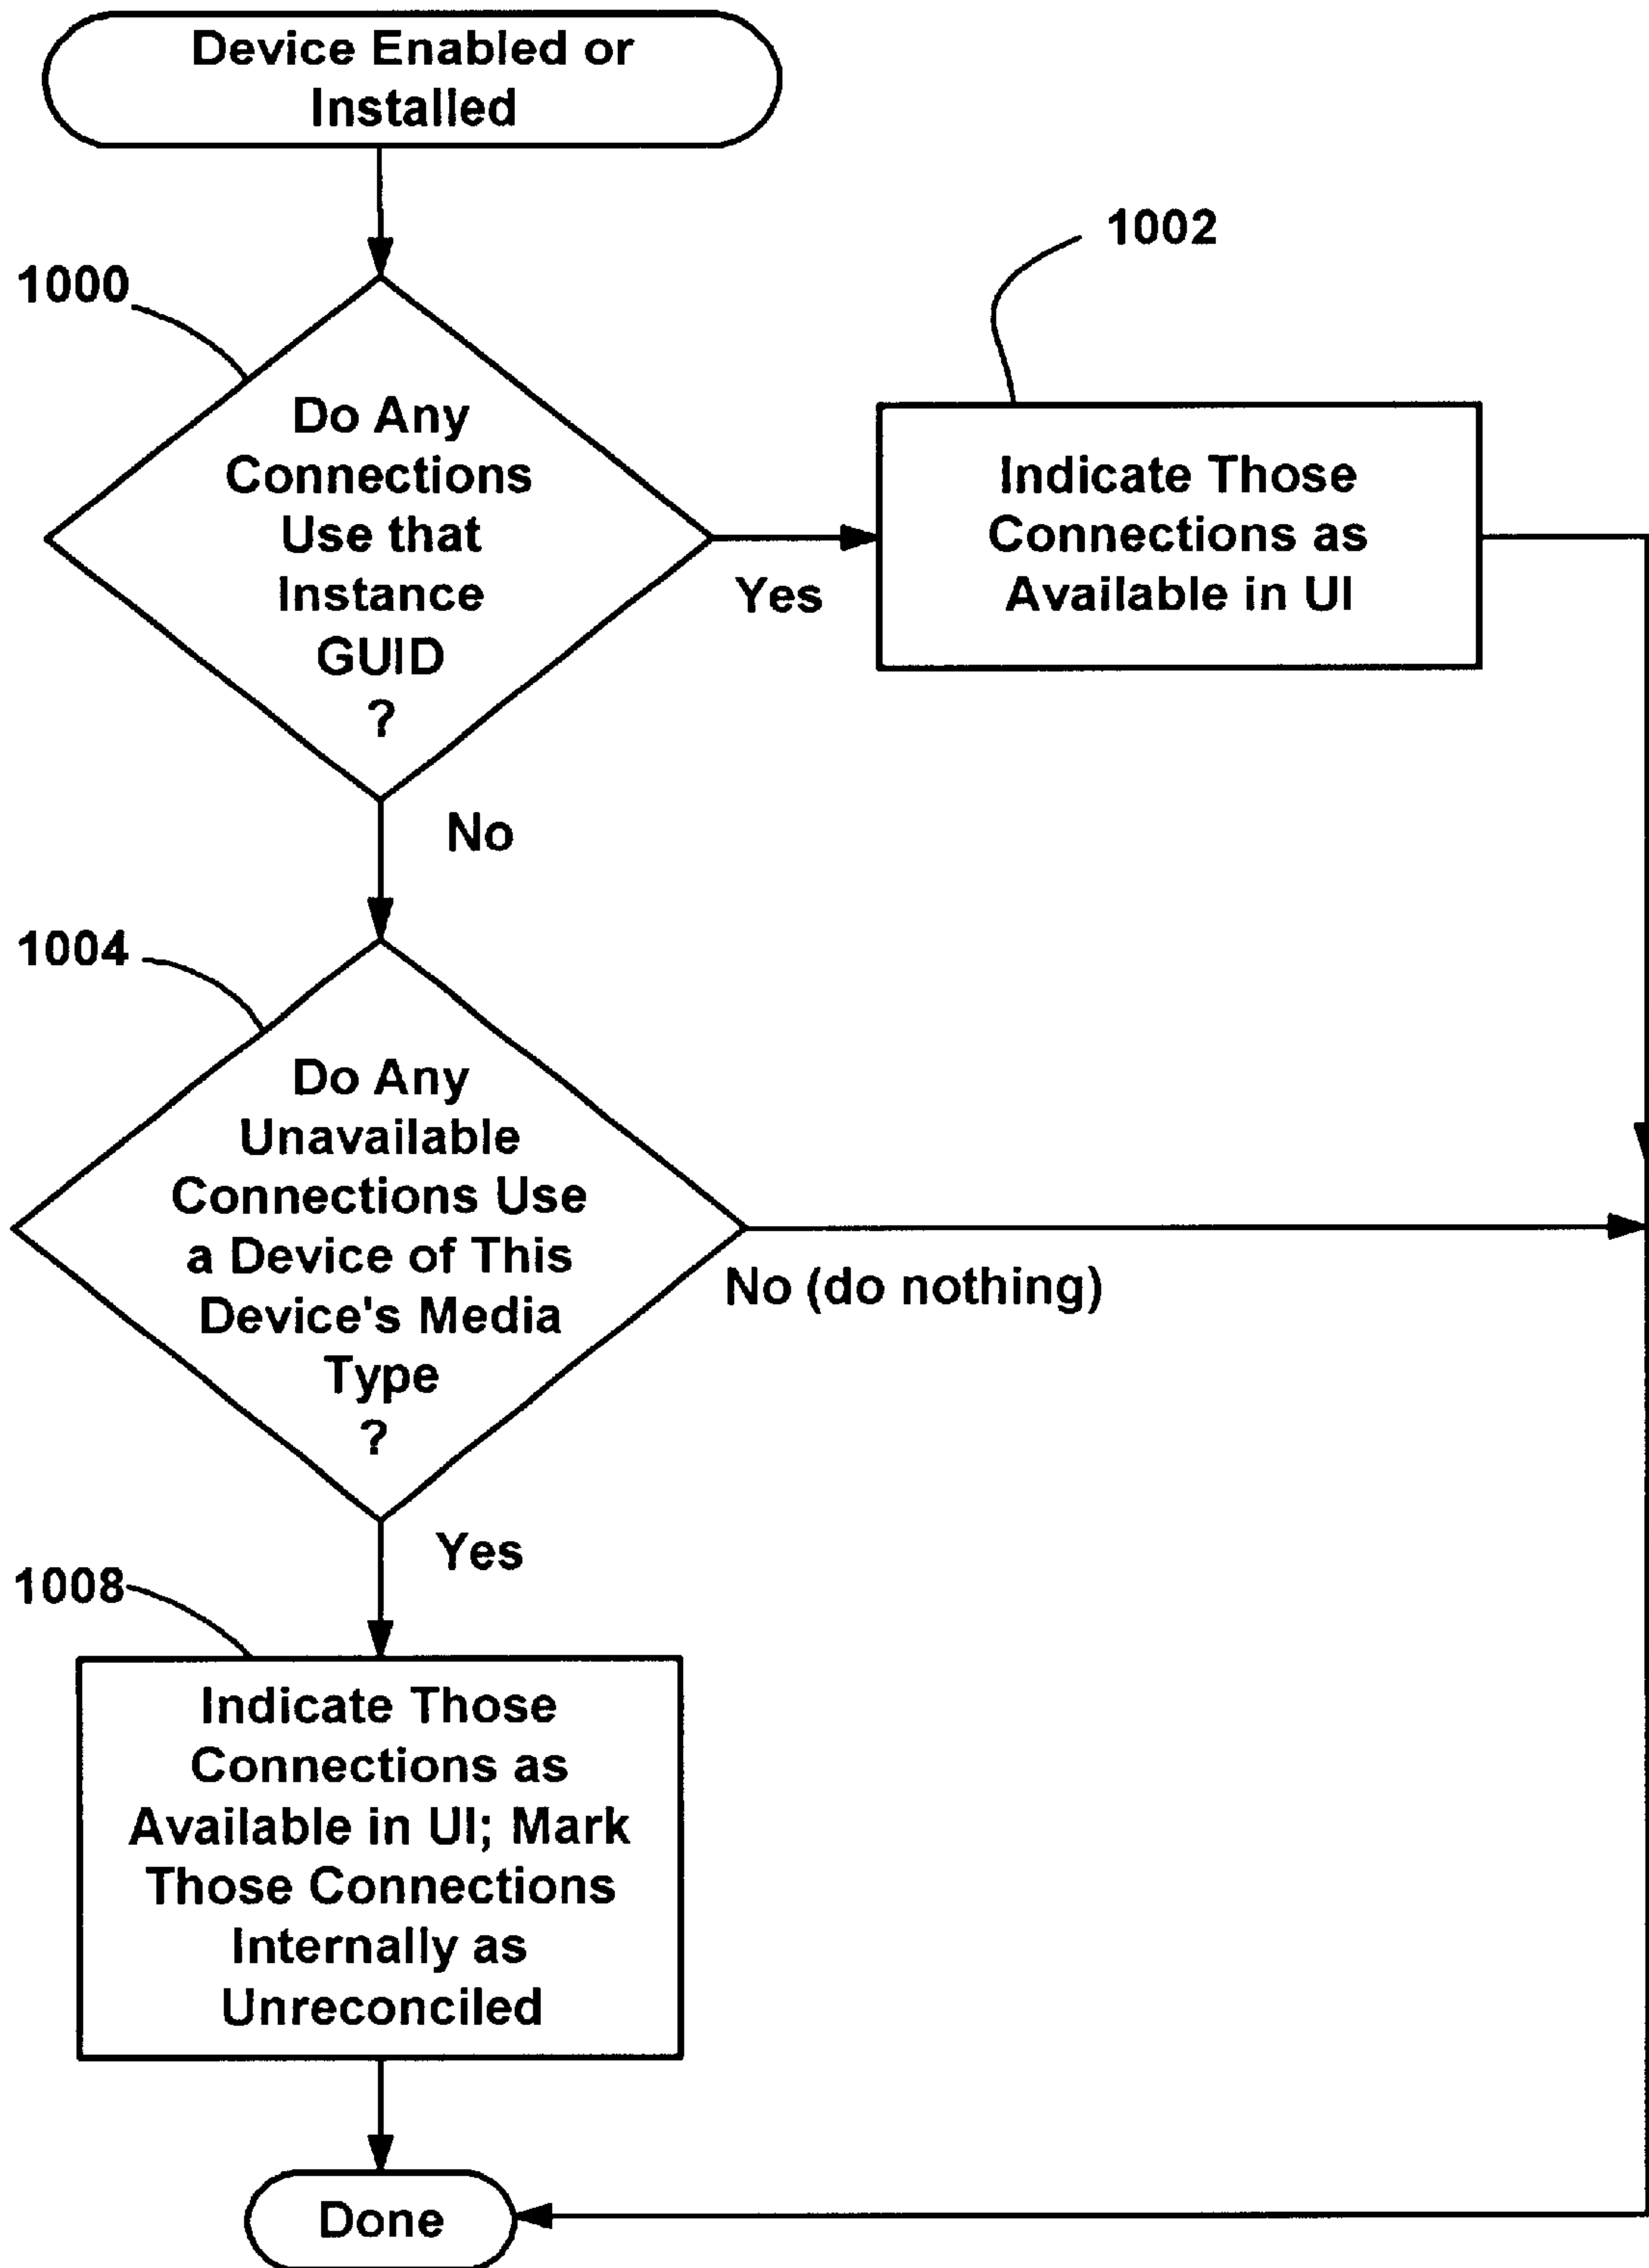 Device Enabled or
Installed
1002
1000
Do Any
Connections
Use that
Instance
GUID
?
Yes
Indicate Those
Connections as
Available in UI
No
1004
Do Any
Unavailable
Connections Use
a Device of This
Device's Media
Type
?
No (do nothing)
Yes
1008
Indicate Those
Connections as
Available in UI; Mark
Those Connections
Internally as
Unreconciled
Done